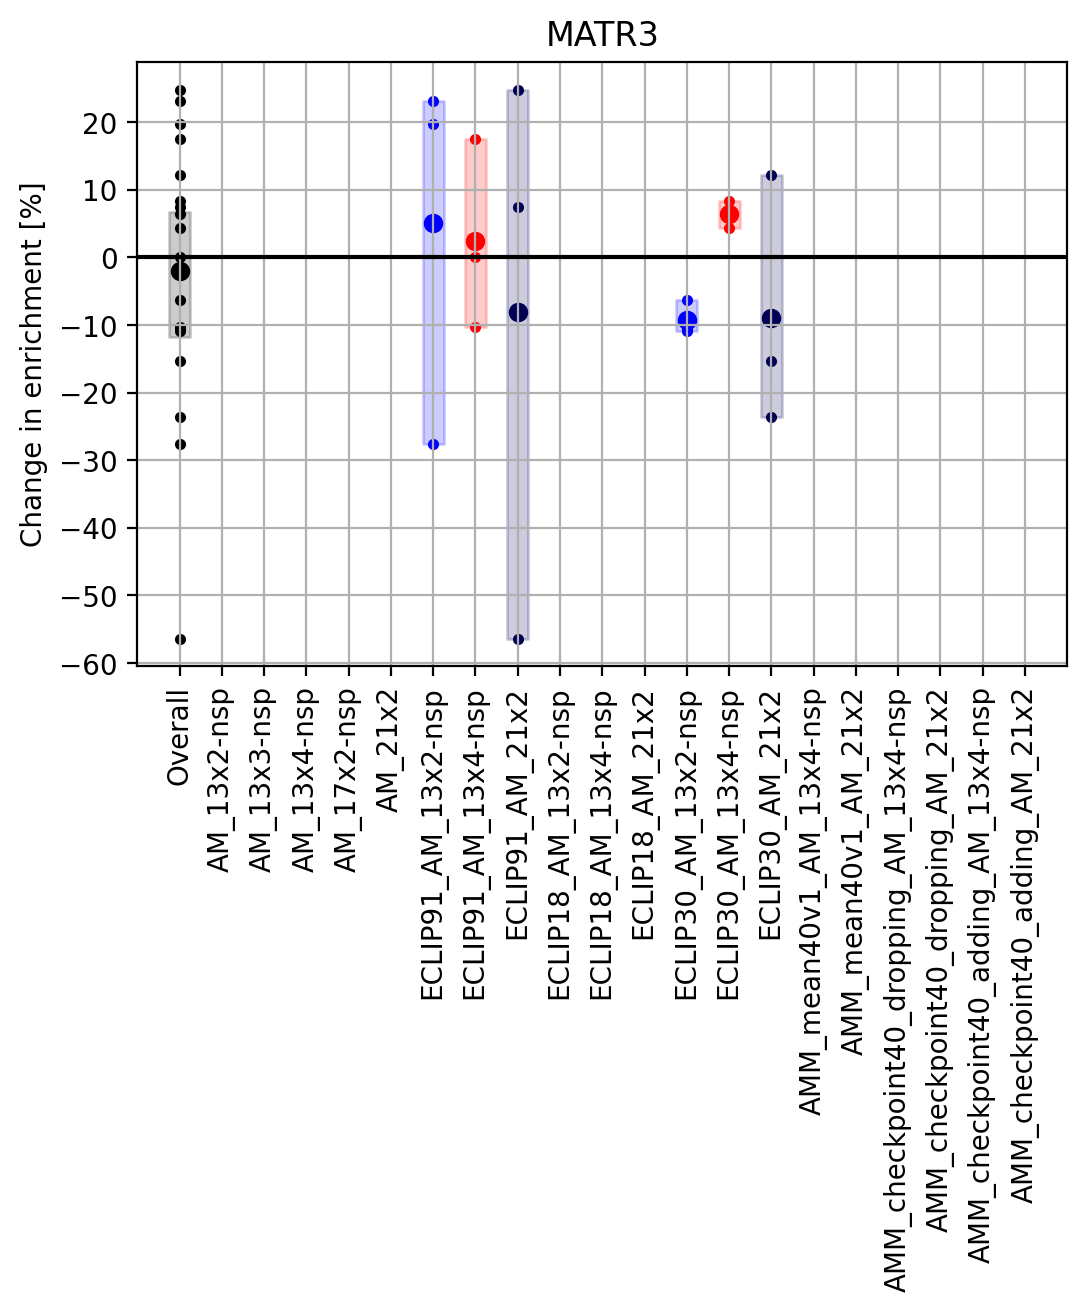 MATR3
Change in enrichment [%]
20
10
0
−10
−20
−30
−40
−50
−60
Overall
AM_13x2-nsp
AM_13x3-nsp
AM_13x4-nsp
AM_17x2-nsp
AM_21x2
ECLIP91_AM_13x2-nsp
ECLIP91_AM_13x4-nsp
ECLIP91_AM_21x2
ECLIP18_AM_13x2-nsp
ECLIP18_AM_13x4-nsp
ECLIP18_AM_21x2
ECLIP30_AM_13x2-nsp
ECLIP30_AM_13x4-nsp
ECLIP30_AM_21x2
AMM_mean40v1_AM_13x4-nsp
AMM_mean40v1_AM_21x2
AMM_checkpoint40_dropping_AM_13x4-nsp
AMM_checkpoint40_dropping_AM_21x2
AMM_checkpoint40_adding_AM_13x4-nsp
AMM_checkpoint40_adding_AM_21x2